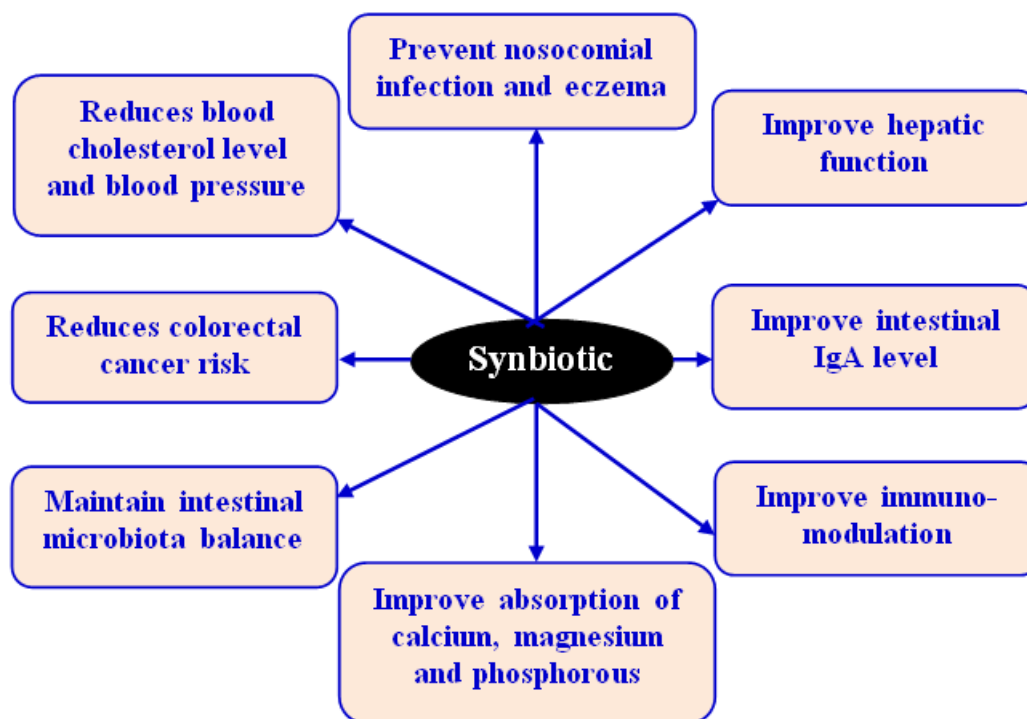 Prevent nosocomial
infection and eczema
Reduces blood
cholesterol level
and blood pressure
Improve hepatic
function
Reduces colorectal
cancer risk
Synbiotic
Improve intestinal
IgA level
Maintain intestinal
microbiota balance
Improve immuno-
modulation
Improve absorption of
calcium, magnesium
and phosphorous